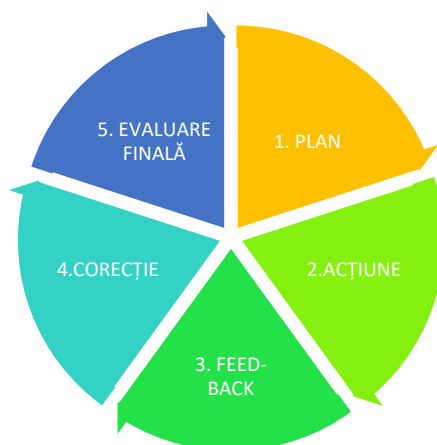 1. PLAN
2.ACȚIUNE
3. FEED-
BACK
4.CORECȚIE
5. EVALUARE
FINALĂ